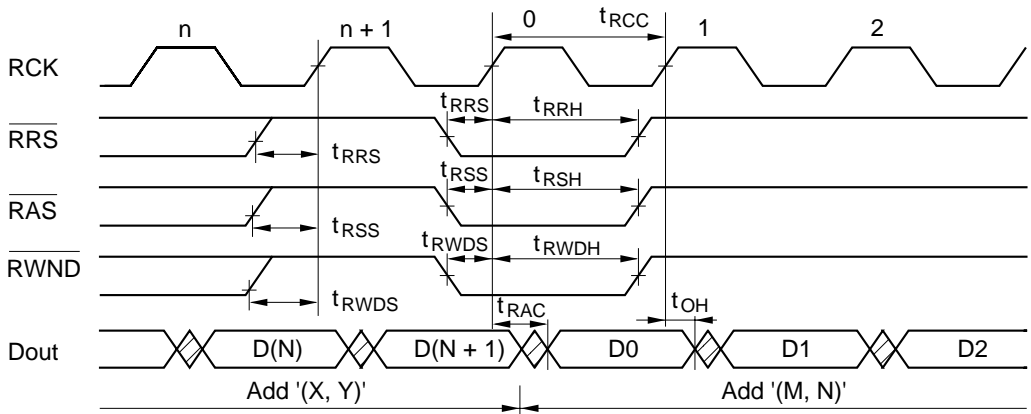 n n + 1 0 tRCC 1 2
RCK
tRRS tRRH
RRS
tRRS
tRSS tRSH
RAS
tRSS
tRWDS tRWDH
RWND
tRWDS tRAC tOH
Dout D(N) D(N + 1) D0 D1 D2
Add '(X, Y)' Add '(M, N)'